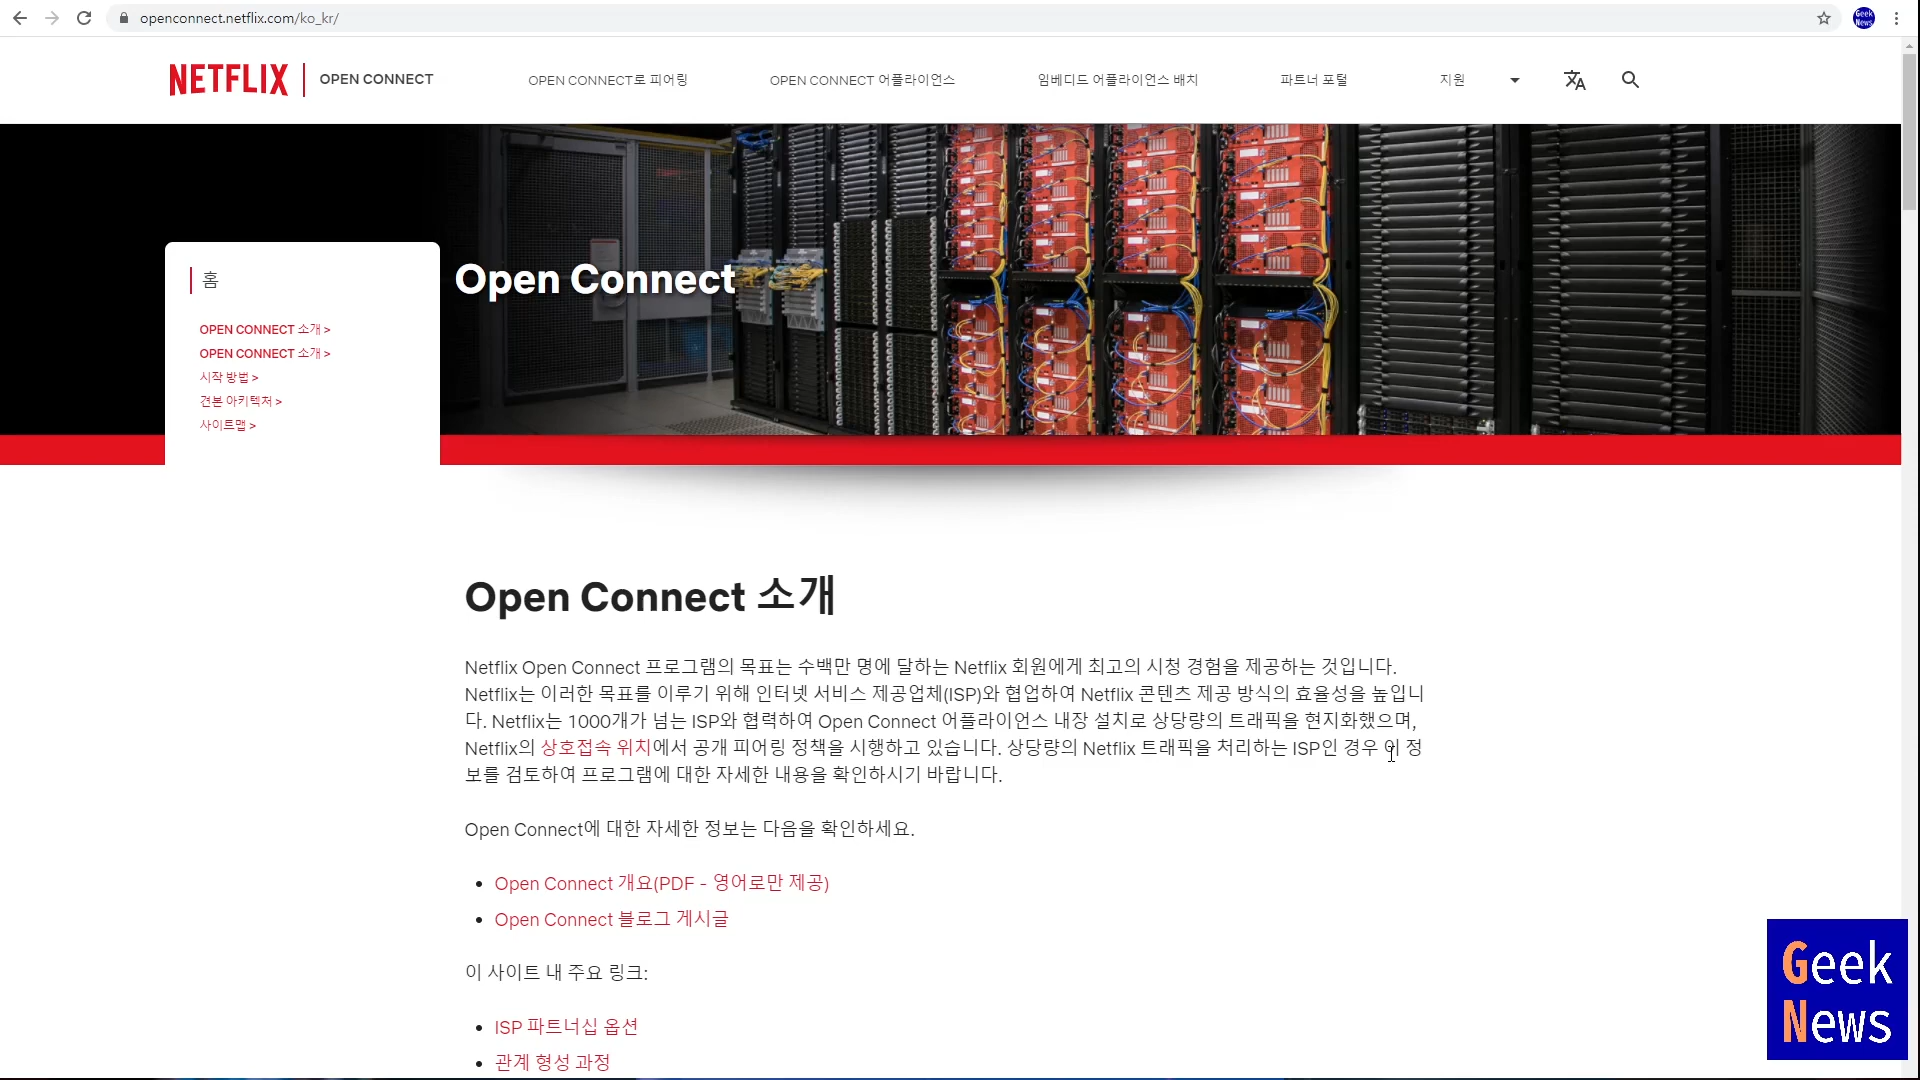 openconnect.netflix.com/ko_kr/
Geek
News
NETFLIX
OPEN CONNECT
OPEN CONNECT로 피어링
OPEN CONNECT 어플라이언스
임베디드 어플라이언스 배치
파트너 포털
지원
홈
OPEN CONNECT 소개 >
OPEN CONNECT 소개 >
시작 방법 >
견본 아키텍처 >
사이트맵 >
Open Connect
Open Connect 소개
Netflix Open Connect 프로그램의 목표는 수백만 명에 달하는 Netflix 회원에게 최고의 시청 경험을 제공하는 것입니다.
Netflix는 이러한 목표를 이루기 위해 인터넷 서비스 제공업체(ISP)와 협업하여 Netflix 콘텐츠 제공 방식의 효율성을 높입니
다. Netflix는 1000개가 넘는 ISP와 협력하여 Open Connect 어플라이언스 내장 설치로 상당량의 트래픽을 현지화했으며,
Netflix의 상호접속 위치에서 공개 피어링 정책을 시행하고 있습니다. 상당량의 Netflix 트래픽을 처리하는 ISP인 경우 이 정
보를 검토하여 프로그램에 대한 자세한 내용을 확인하시기 바랍니다.
Open Connect에 대한 자세한 정보는 다음을 확인하세요.
Open Connect 개요(PDF - 영어로만 제공)
Open Connect 블로그 게시글
이 사이트 내 주요 링크:
ISP 파트너십 옵션
관계 형성 과정
Geek
News